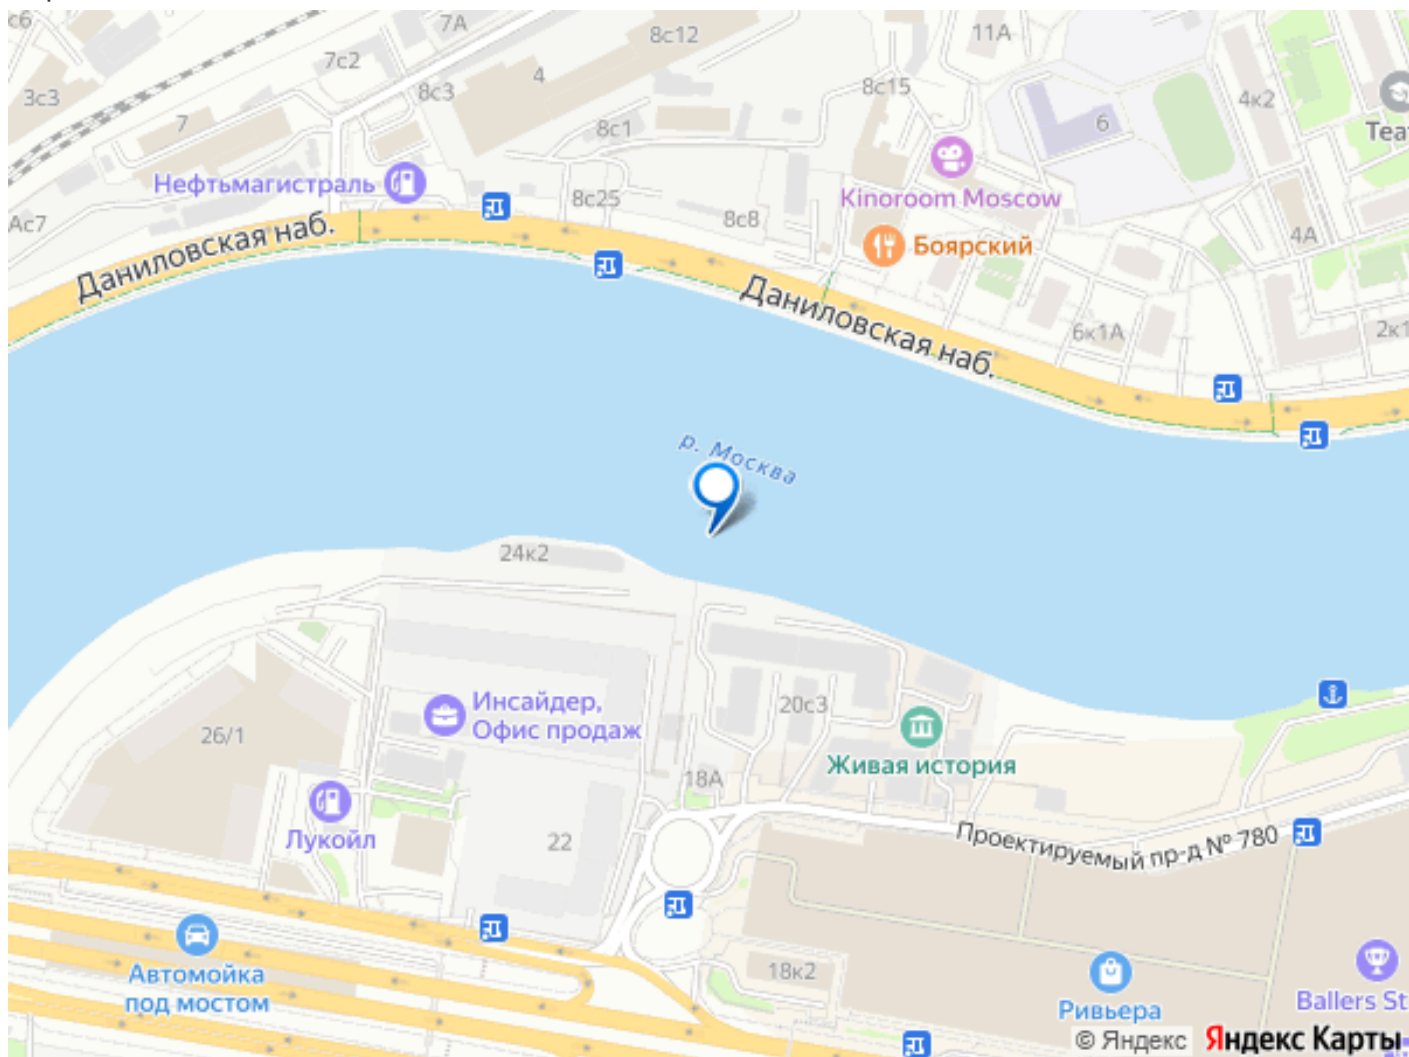 с6
7А
8с12
11А
7с2
4
3с3
8с3
8с15
4к2
7
8с1
6
Теат
Нефтьмагистраль
8с25
Kinoroom Moscow
Ас7
8с8
4А
Даниловская наб.
Боярский
Даниловская наб.
6к1А
2к1
р. Москва
24к2
Инсайдер,
Офис продаж
20с3
26/1
Живая история
18А
Лукойл
22
Проектируемый пр-д № 780
Автомойка
под мостом
18к2
Ривьера
Ballers St
© Яндекс Яндекс Карты